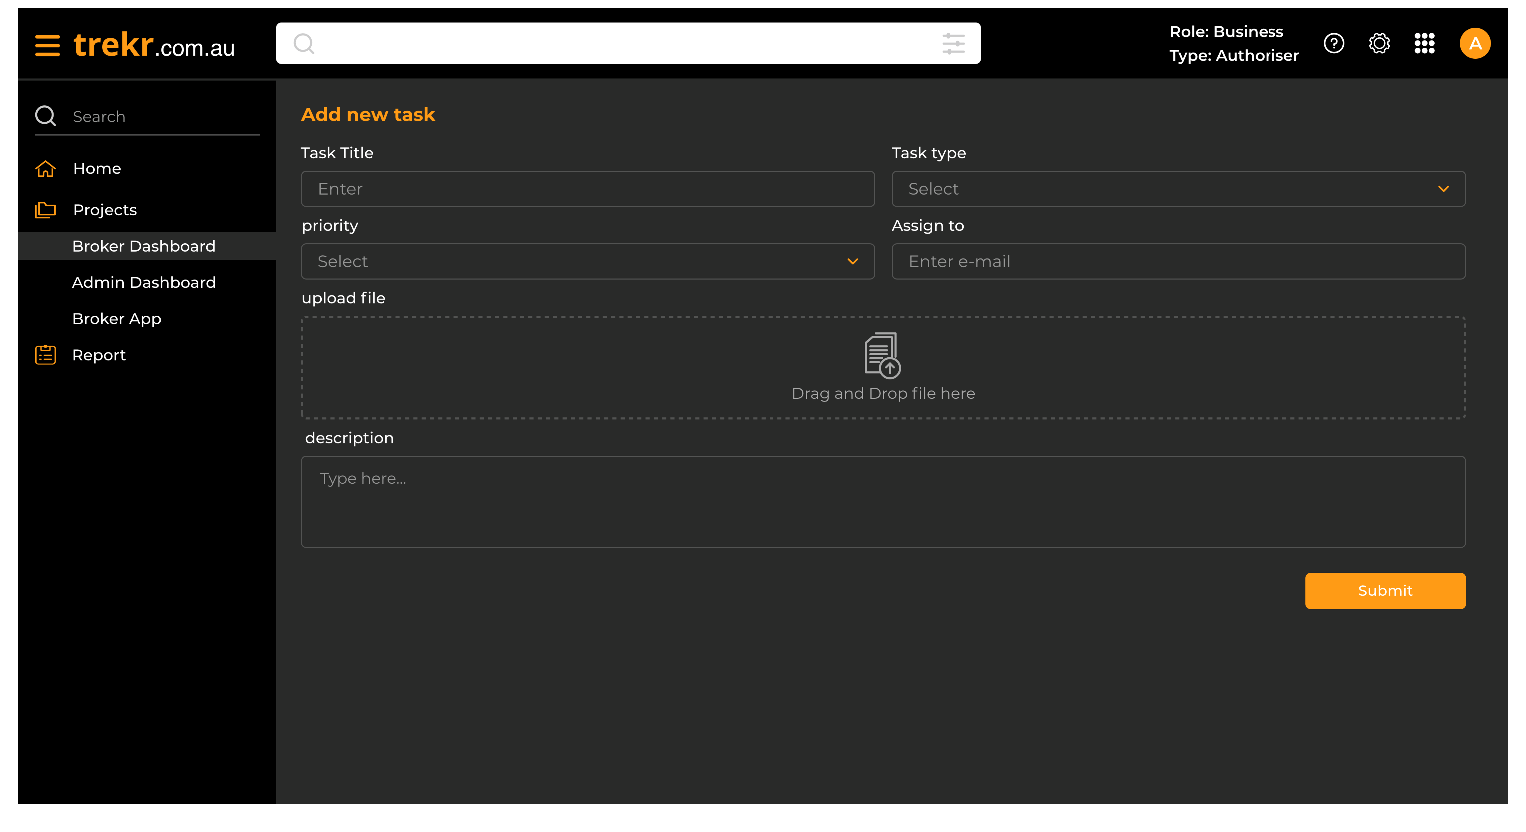 trekr.com.au
Role: Business
Type: Authoriser
A
Search
Home
Projects
Broker Dashboard
Admin Dashboard
Broker App
Report
Add new task
Task Title
Task type
Enter
Select
priority
Assign to
Select
Enter e-mail
upload file
Drag and Drop file here
description
Type here...
Submit